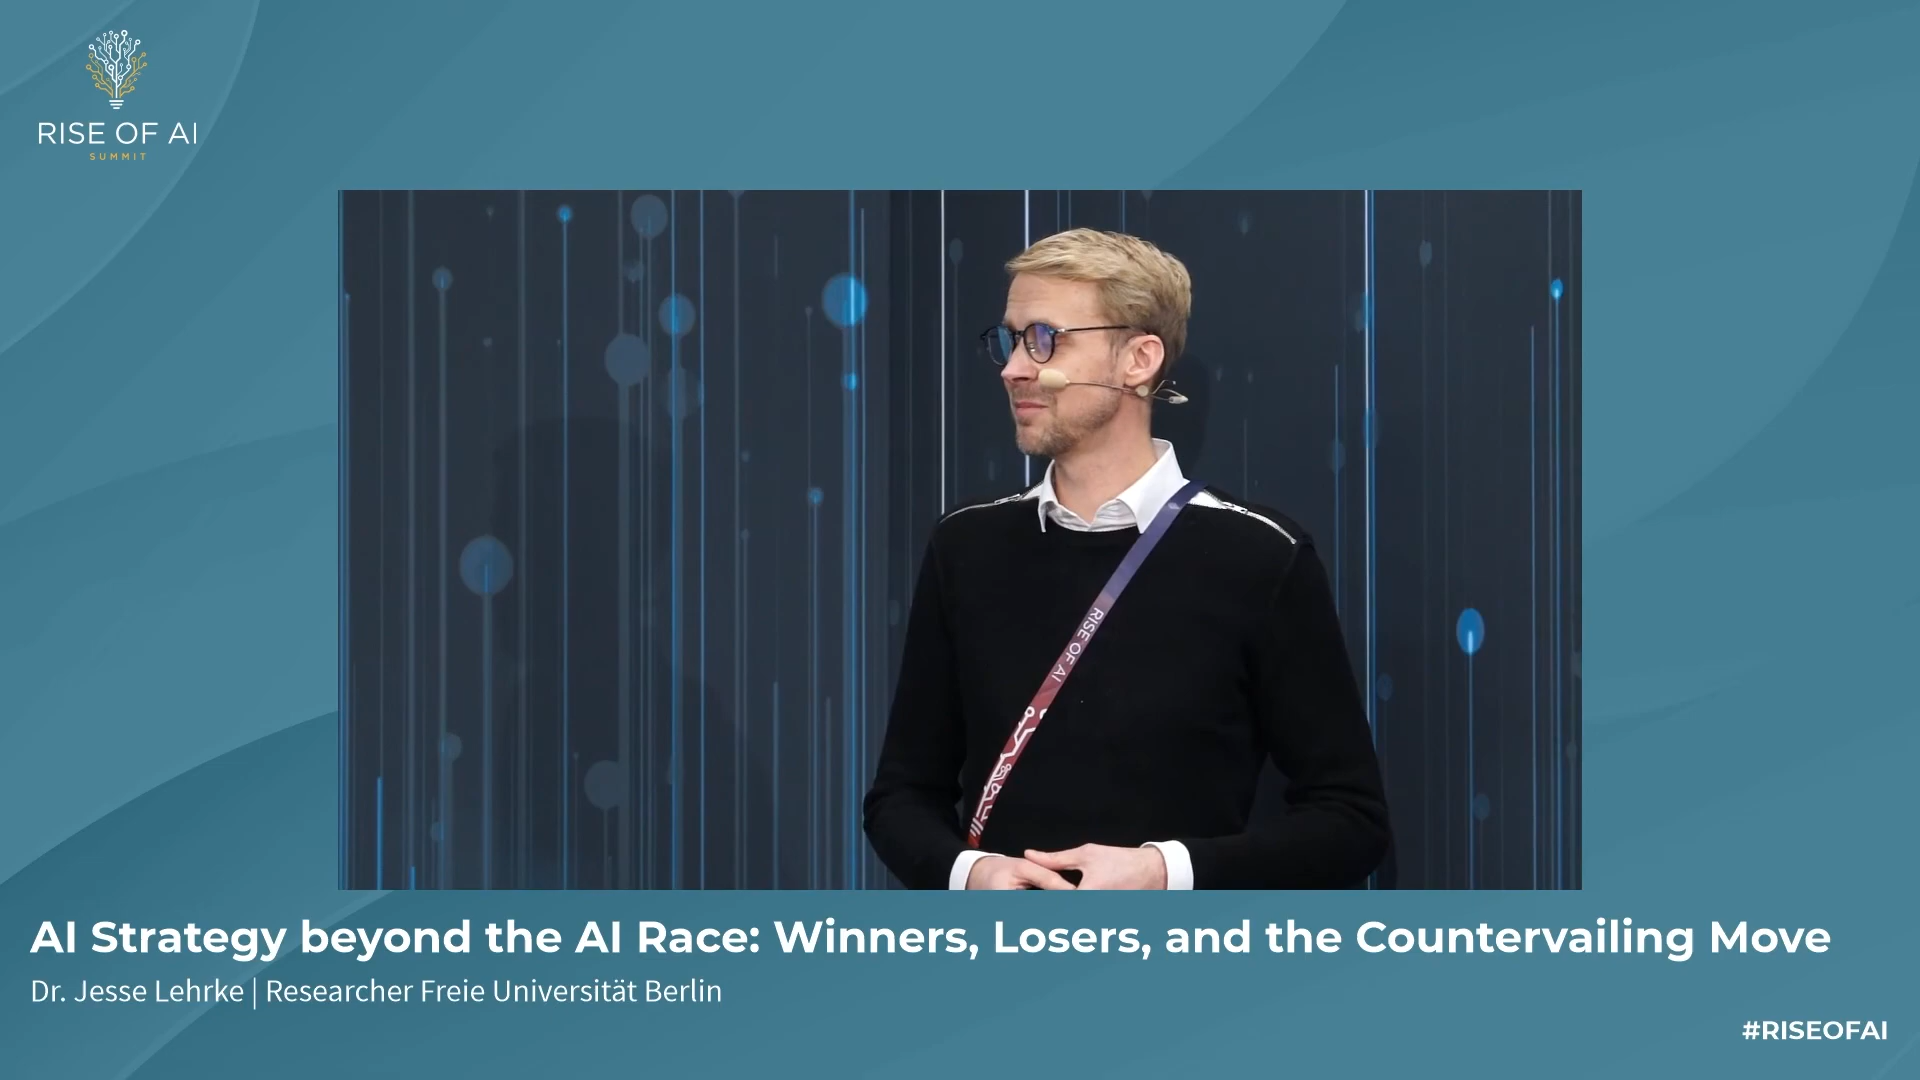 RISE OF AI
SUMMIT
RISE OF AI
AI Strategy beyond the AI Race: Winners, Losers, and the Countervailing Move
Dr. Jesse Lehrke | Researcher Freie Universität Berlin
#RISEOFAI